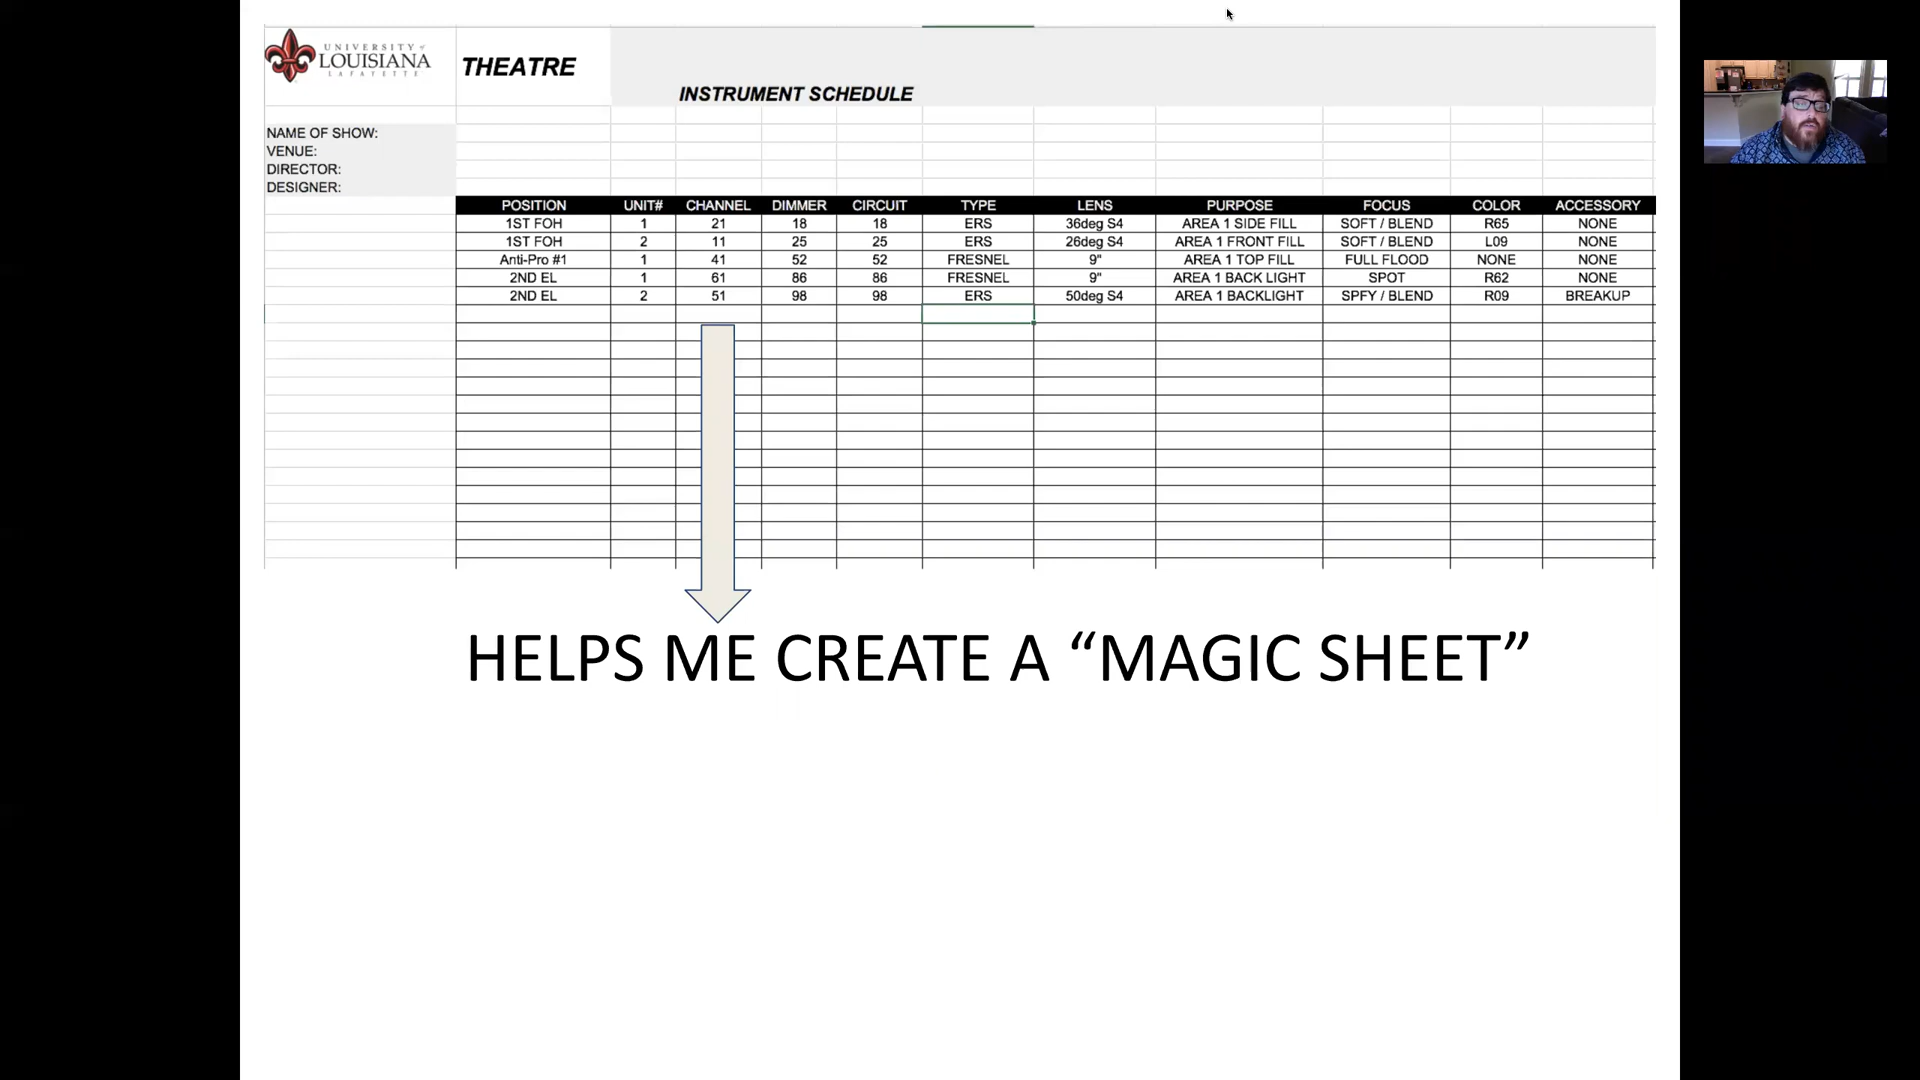 UNIVERSITY of
LOUISIANA
LAFAYETTE
THEATRE
INSTRUMENT SCHEDULE
NAME OF SHOW:
VENUE:
DIRECTOR:
DESIGNER:
POSITION UNIT# CHANNEL DIMMER CIRCUIT TYPE LENS PURPOSE FOCUS COLOR ACCESSORY
1ST FOH 1 21 18 18 ERS 36deg S4 AREA 1 SIDE FILL SOFT / BLEND R65 NONE
1ST FOH 2 11 25 25 ERS 26deg S4 AREA 1 FRONT FILL SOFT / BLEND L09 NONE
Anti-Pro #1 1 41 52 52 FRESNEL 9" AREA 1 TOP FILL FULL FLOOD NONE NONE
2ND EL 1 61 86 86 FRESNEL 9" AREA 1 BACK LIGHT SPOT R62 NONE
2ND EL 2 51 98 98 ERS 50deg S4 AREA 1 BACKLIGHT SPFY / BLEND R09 BREAKUP
HELPS ME CREATE A “MAGIC SHEET”